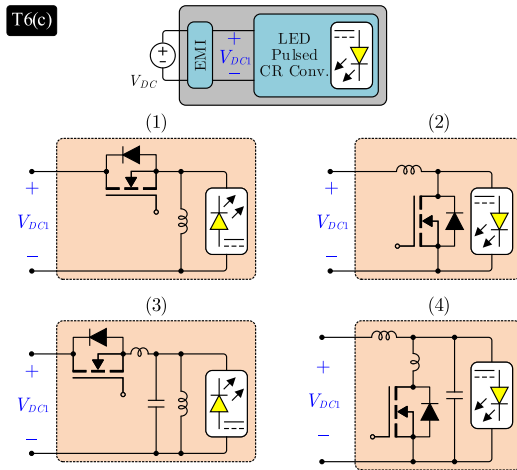 T6(c)
V_DC
EMI
+
V_DC1
−
LED
Pulsed
CR Conv.
(1)
+
V_DC1
−
(2)
+
V_DC1
−
(3)
+
V_DC1
−
(4)
+
V_DC1
−